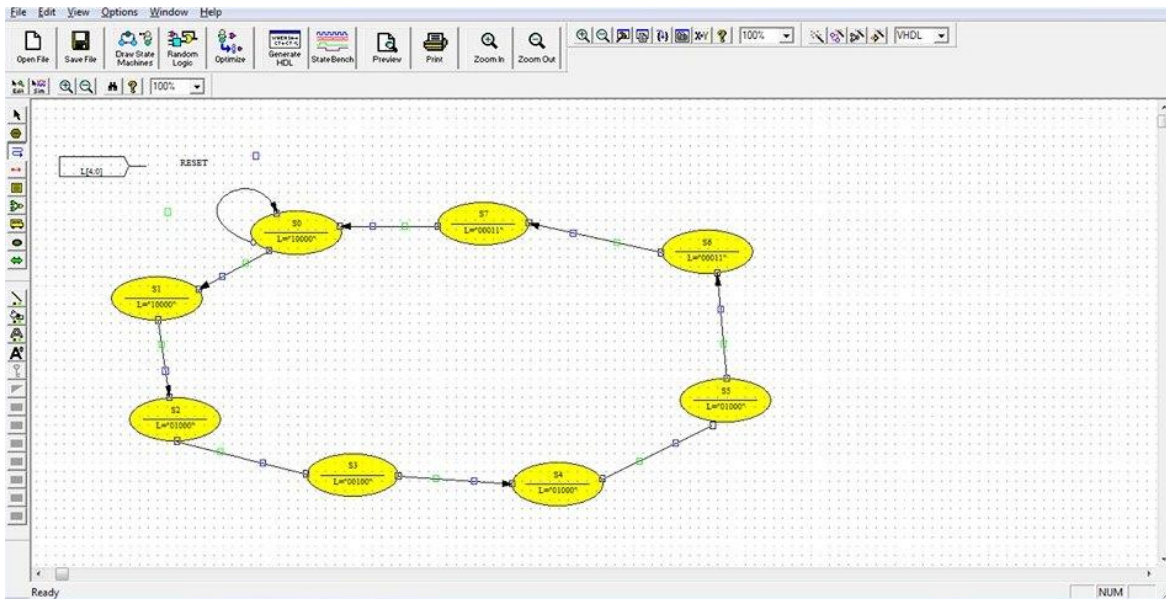 File Edit View Options Window Help
Open File Save File Draw State Machines Random Logic Optimize Generate HDL StateBench Preview Print Zoom In Zoom Out 100% VHDL
Edit Sim 100%
L[4:0] RESET
S0
L="10000"
S7
L="00011"
S6
L="00011"
S1
L="10000"
S5
L="01000"
S2
L="01000"
S3
L="00100"
S4
L="01000"
Ready NUM